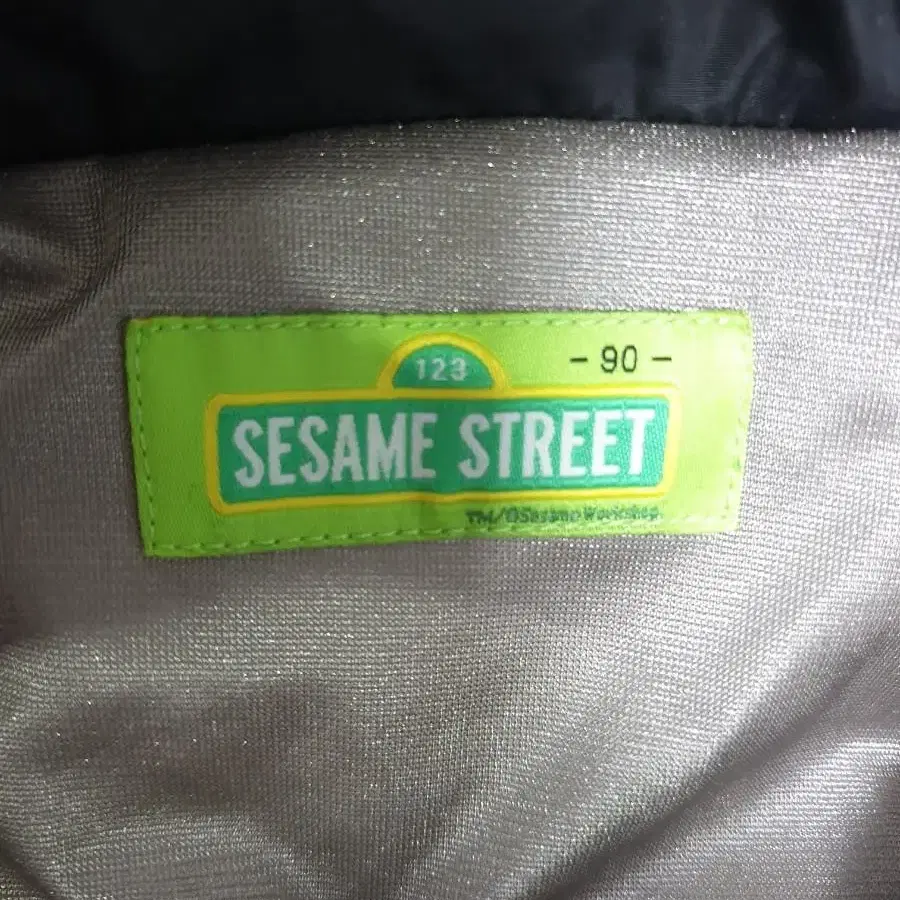 - 90 -
123
SESAME STREET
TM/©Sesame Workshop.